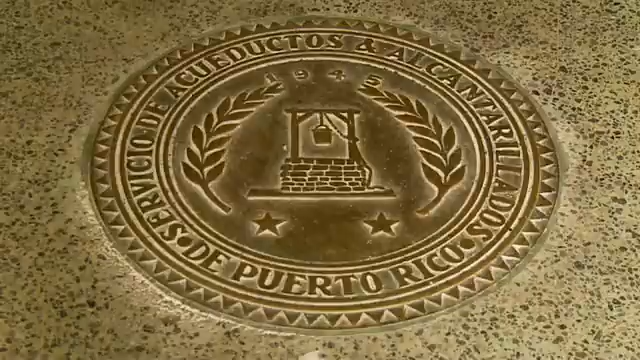 SERVICIO · DE ACUEDUCTOS & ALCANTARILLADOS
1945
· DE PUERTO RICO ·